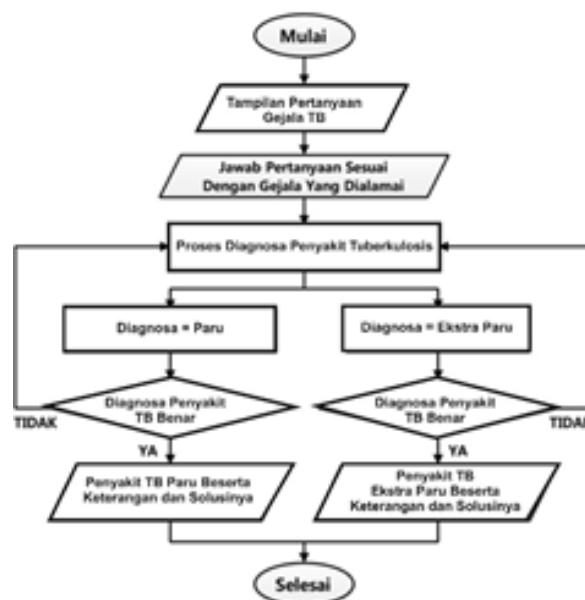 Mulai
Tampilan Pertanyaan
Gejala TB
Jawab Pertanyaan Sesuai
Dengan Gejala Yang Dialamai
Proses Diagnosa Penyakit Tuberkulosis
Diagnosa = Paru
Diagnosa = Ekstra Paru
Diagnosa Penyakit
TB Benar
Diagnosa Penyakit
TB Benar
TIDAK
TIDAK
YA
YA
Penyakit TB Paru Beserta
Keterangan dan Solusinya
Penyakit TB
Ekstra Paru Beserta
Keterangan dan Solusinya
Selesai